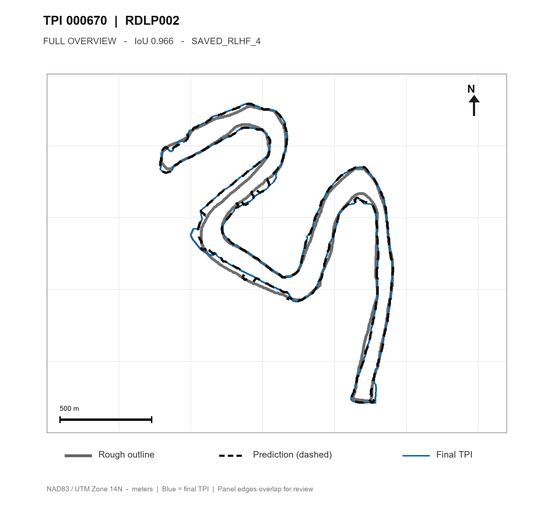 TPI 000670 | RDLP002
FULL OVERVIEW - IoU 0.966 - SAVED_RLHF_4
N
500 m
Rough outline Prediction (dashed) Final TPI
NAD83 / UTM Zone 14N - meters | Blue = final TPI | Panel edges overlap for review